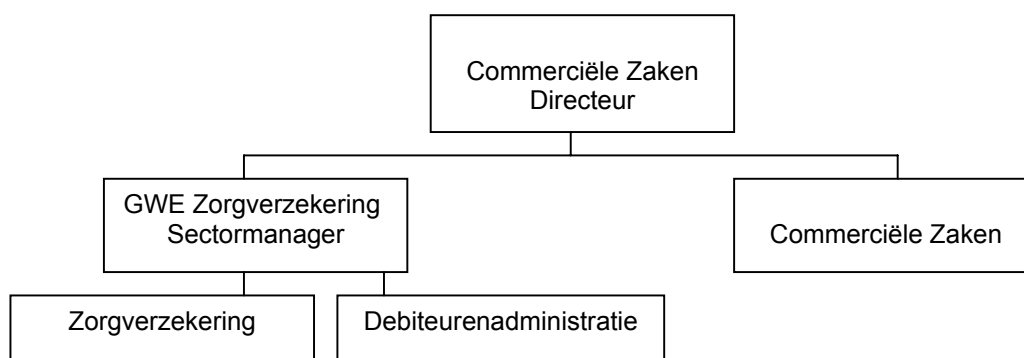 Commerciële Zaken
Directeur
GWE Zorgverzekering
Sectormanager
Commerciële Zaken
Zorgverzekering
Debiteurenadministratie